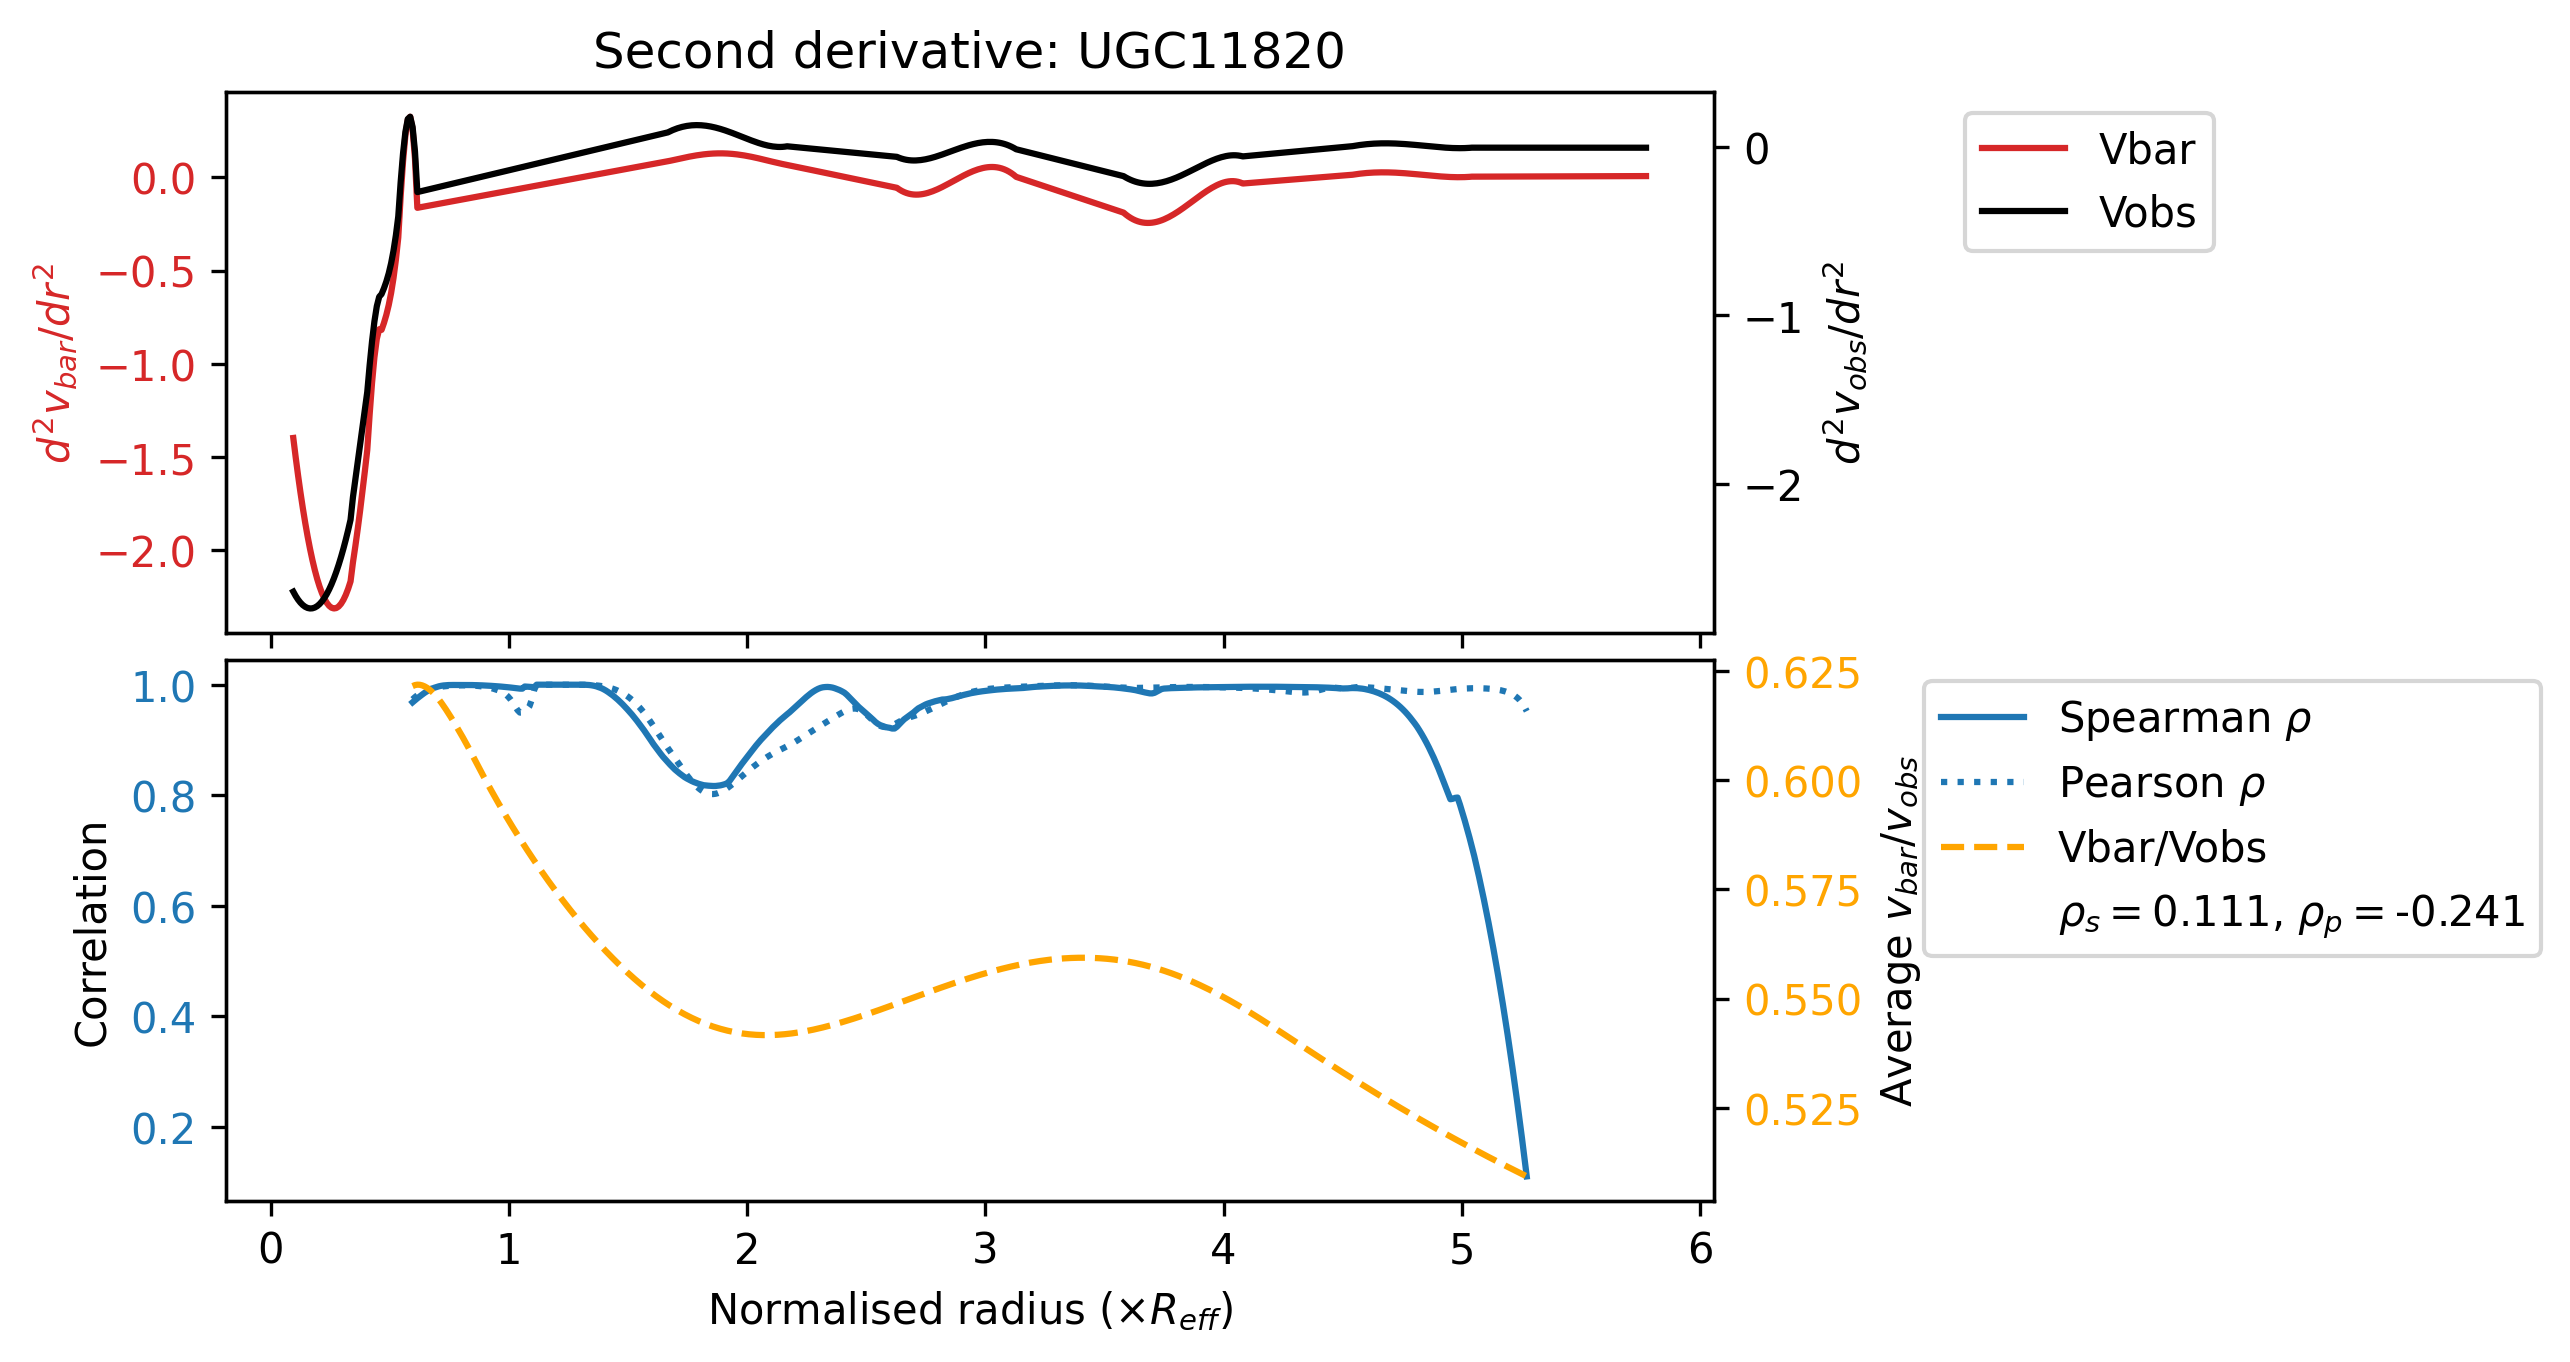 Second derivative: UGC11820
0.0
−0.5
−1.0
−1.5
−2.0
d²v_bar/dr²
0
−1
−2
d²v_obs/dr²
Vbar
Vobs
1.0
0.8
0.6
0.4
0.2
Correlation
0.625
0.600
0.575
0.550
0.525
Average v_bar/v_obs
Spearman ρ
Pearson ρ
Vbar/Vobs
ρ_s = 0.111, ρ_p = -0.241
0 1 2 3 4 5 6
Normalised radius (×R_eff)